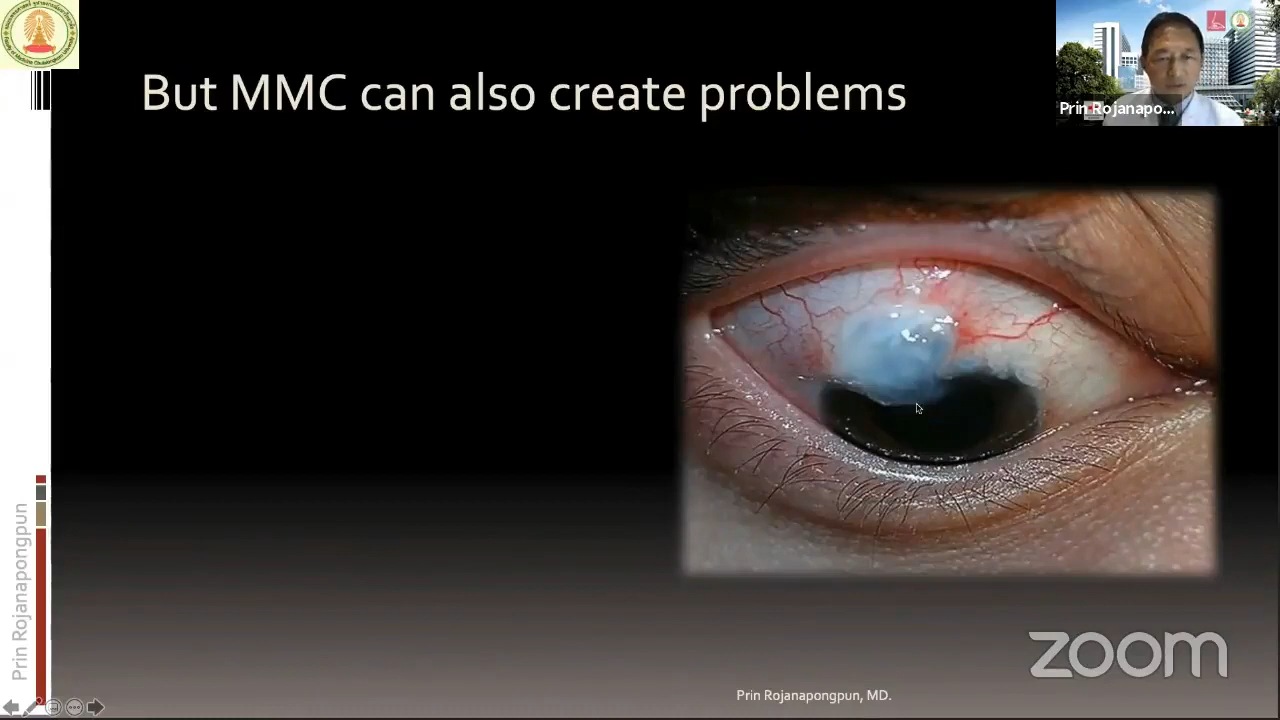 But MMC can also create problems
Prin Rojanapo...
Prin Rojanapongpun
zoom
Prin Rojanapongpun, MD.